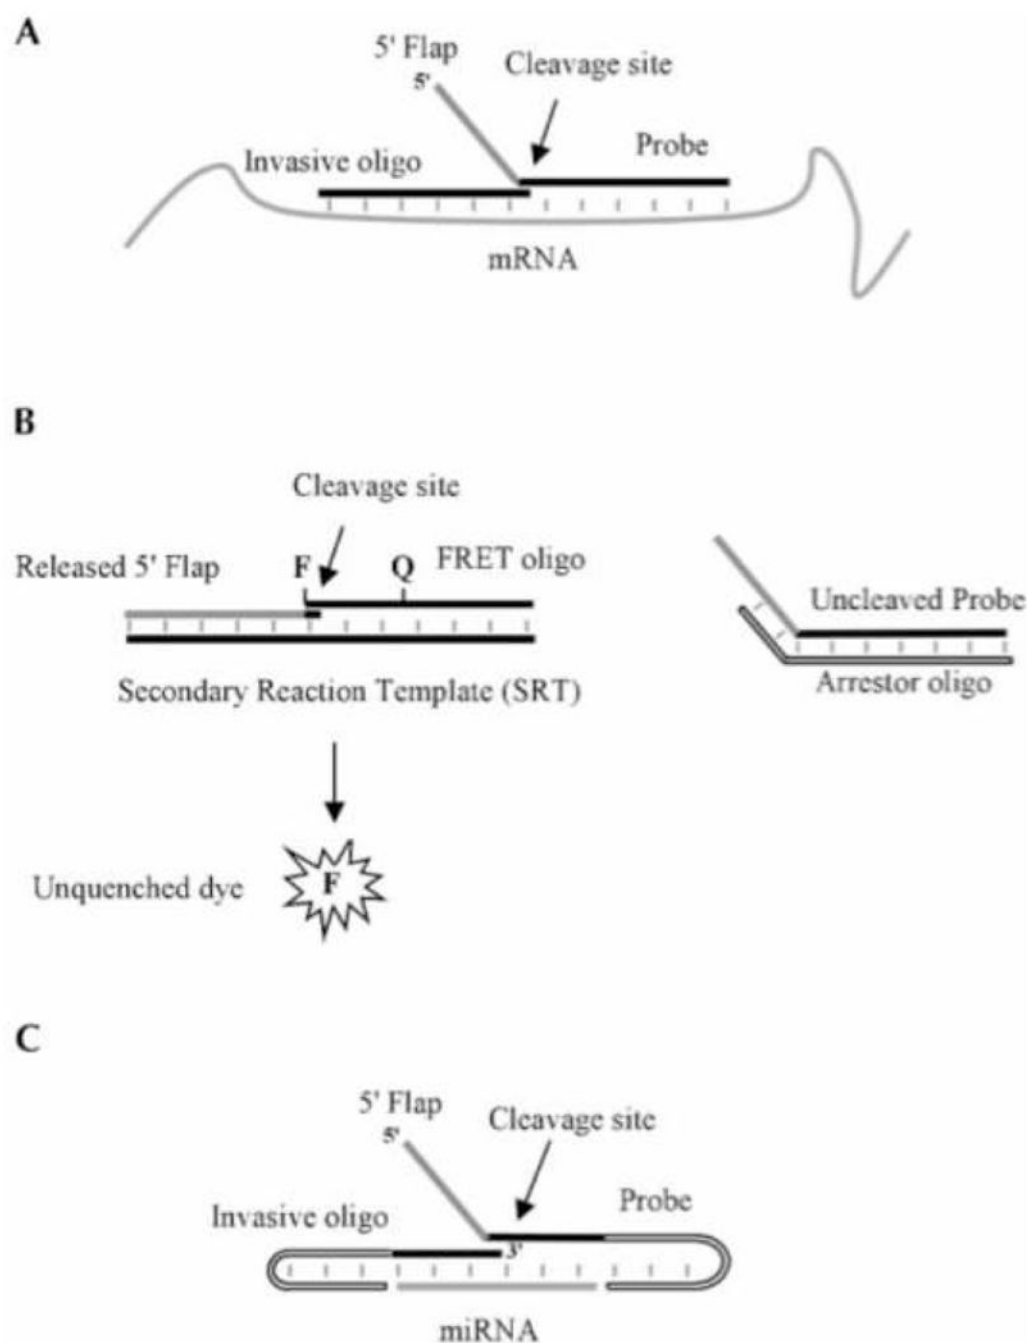 A
5' Flap
5'
Cleavage site
Invasive oligo
Probe
mRNA
B
Cleavage site
Released 5' Flap
F
Q
FRET oligo
Uncleaved Probe
Secondary Reaction Template (SRT)
Arrestor oligo
Unquenched dye
F
C
5' Flap
5'
Cleavage site
Invasive oligo
Probe
3'
miRNA